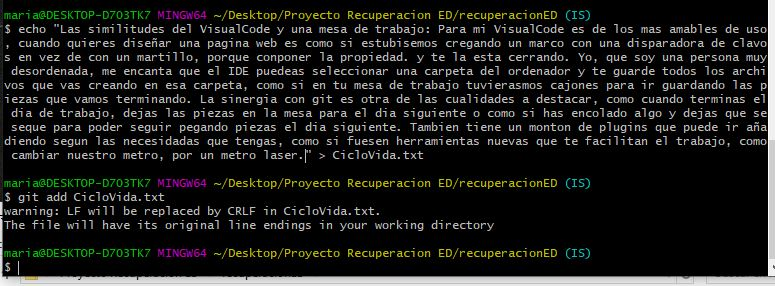 maria@DESKTOP-D7O3TK7 MINGW64 ~/Desktop/Proyecto Recuperacion ED/recuperacionED (IS)
$ echo "Las similitudes del VisualCode y una mesa de trabajo: Para mi VisualCode es de los mas amables de uso
, cuando quieres diseñar una pagina web es como si estubisemos cregando un marco con una disparadora de clavo
s en vez de con un martillo, porque conponer la propiedad. y te la esta cerrando. Yo, que soy una persona muy
desordenada, me encanta que el IDE puedeas seleccionar una carpeta del ordenador y te guarde todos los archi
vos que vas creando en esa carpeta, como si en tu mesa de trabajo tuvierasmos cajones para ir guardando las p
iezas que vamos terminando. La sinergia con git es otra de las cualidades a destacar, como cuando terminas el
dia de trabajo, dejas las piezas en la mesa para el dia siguiente o como si has encolado algo y dejas que se
seque para poder seguir pegando piezas el dia siguiente. Tambien tiene un monton de plugins que puede ir aña
diendo segun las necesidadas que tengas, como si fuesen herramientas nuevas que te facilitan el trabajo, como
cambiar nuestro metro, por un metro laser." > CicloVida.txt
maria@DESKTOP-D7O3TK7 MINGW64 ~/Desktop/Proyecto Recuperacion ED/recuperacionED (IS)
$ git add CicloVida.txt
warning: LF will be replaced by CRLF in CicloVida.txt.
The file will have its original line endings in your working directory
maria@DESKTOP-D7O3TK7 MINGW64 ~/Desktop/Proyecto Recuperacion ED/recuperacionED (IS)
$